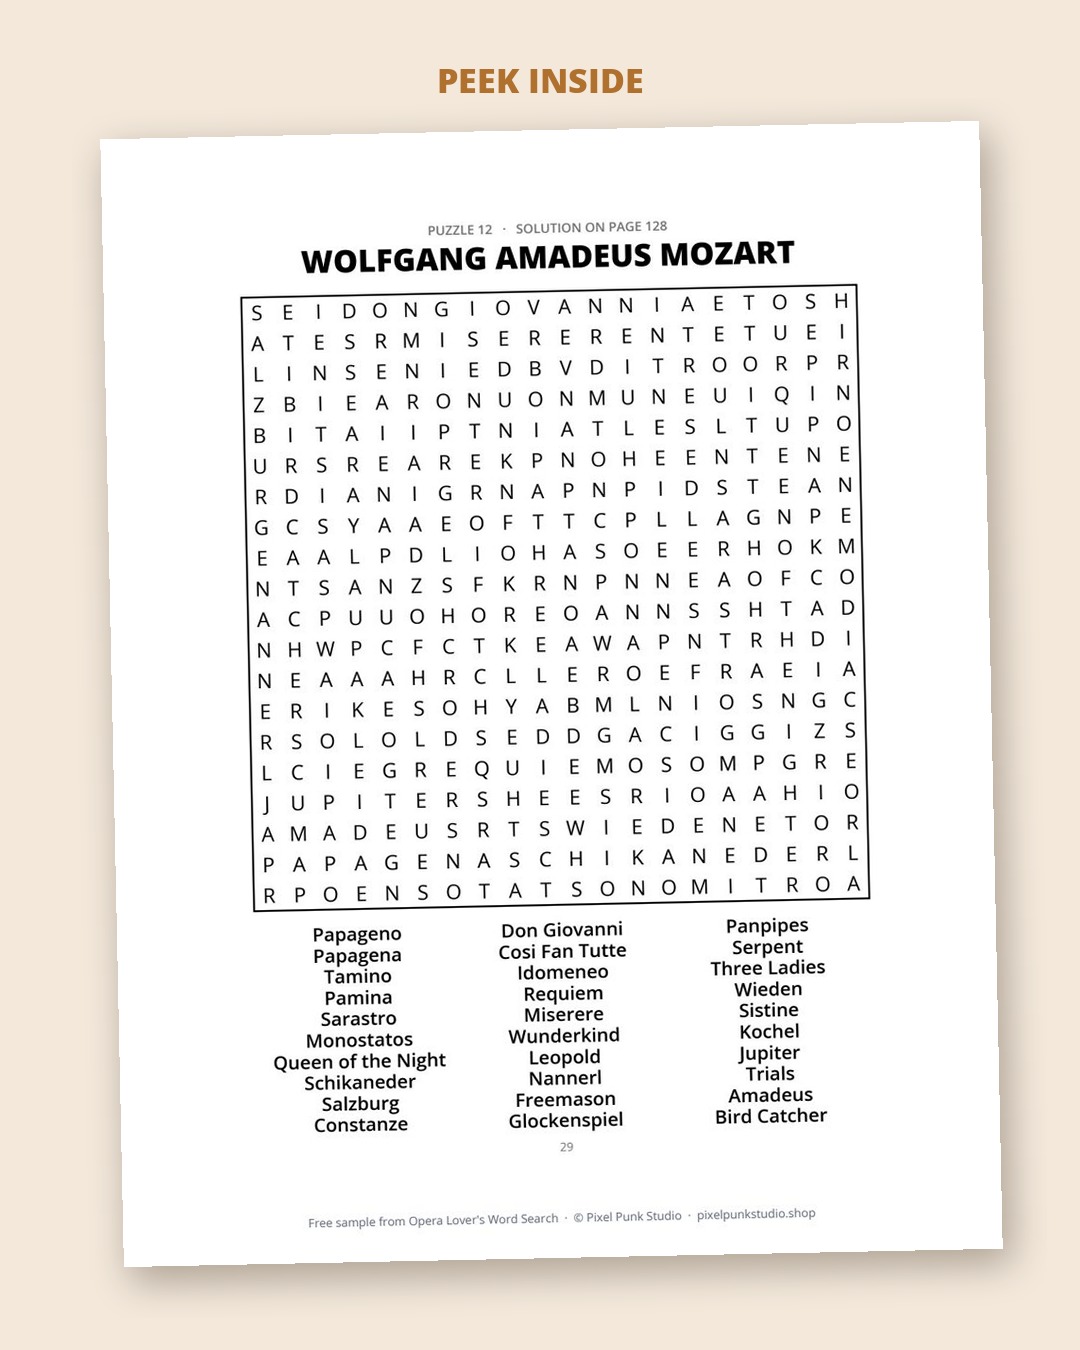 PEEK INSIDE
PUZZLE 12 · SOLUTION ON PAGE 128
WOLFGANG AMADEUS MOZART
S E I D O N G I O V A N N I A E T O S H
A T E S R M I S E R E R E N T E T U E I
L I N S E N I E D B V D I T R O O R P R
Z B I E A R O N U O N M U N E U I Q I N
B I T A I I P T N I A T L E S L T U P O
U R S R E A R E K P N O H E E N T E N E
R D I A N I G R N A P N P I D S T E A N
G C S Y A A E O F T T C P L L A G N P E
E A A L P D L I O H A S O E E R H O K M
N T S A N Z S F K R N P N N E A O F C O
A C P U U O H O R E O A N N S S H T A D
N H W P C F C T K E A W A P N T R H D I
N E A A A H R C L L E R O E F R A E I A
E R I K E S O H Y A B M L N I O S N G C
R S O L O L D S E D D G A C I G G I Z S
L C I E G R E Q U I E M O S O M P G R E
J U P I T E R S H E E S R I O A A H I O
A M A D E U S R T S W I E D E N E T O R
P A P A G E N A S C H I K A N E D E R L
R P O E N S O T A T S O N O M I T R O A
Papageno
Papagena
Tamino
Pamina
Sarastro
Monostatos
Queen of the Night
Schikaneder
Salzburg
Constanze
Don Giovanni
Cosi Fan Tutte
Idomeneo
Requiem
Miserere
Wunderkind
Leopold
Nannerl
Freemason
Glockenspiel
Panpipes
Serpent
Three Ladies
Wieden
Sistine
Kochel
Jupiter
Trials
Amadeus
Bird Catcher
29
Free sample from Opera Lover's Word Search · © Pixel Punk Studio · pixelpunkstudio.shop